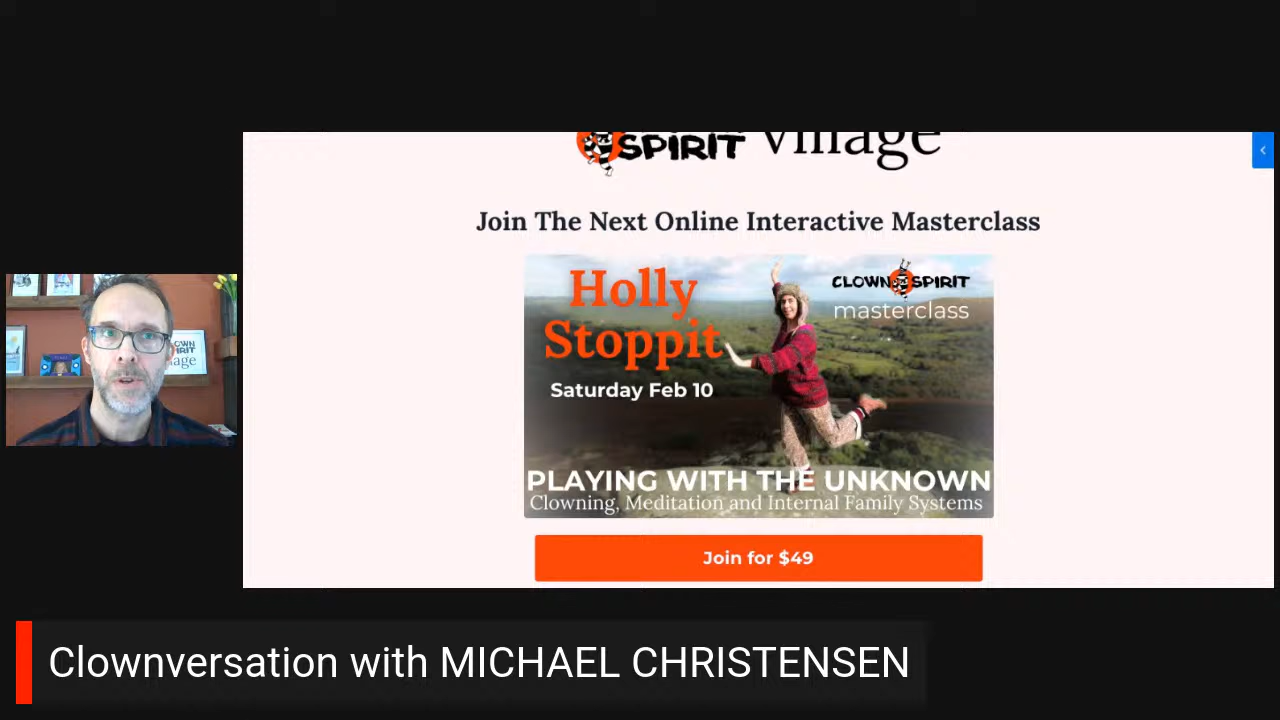 SPIRIT village
Join The Next Online Interactive Masterclass
Holly
Stoppit
Saturday Feb 10
CLOWN SPIRIT
masterclass
PLAYING WITH THE UNKNOWN
Clowning, Meditation and Internal Family Systems
Join for $49
Clownversation with MICHAEL CHRISTENSEN